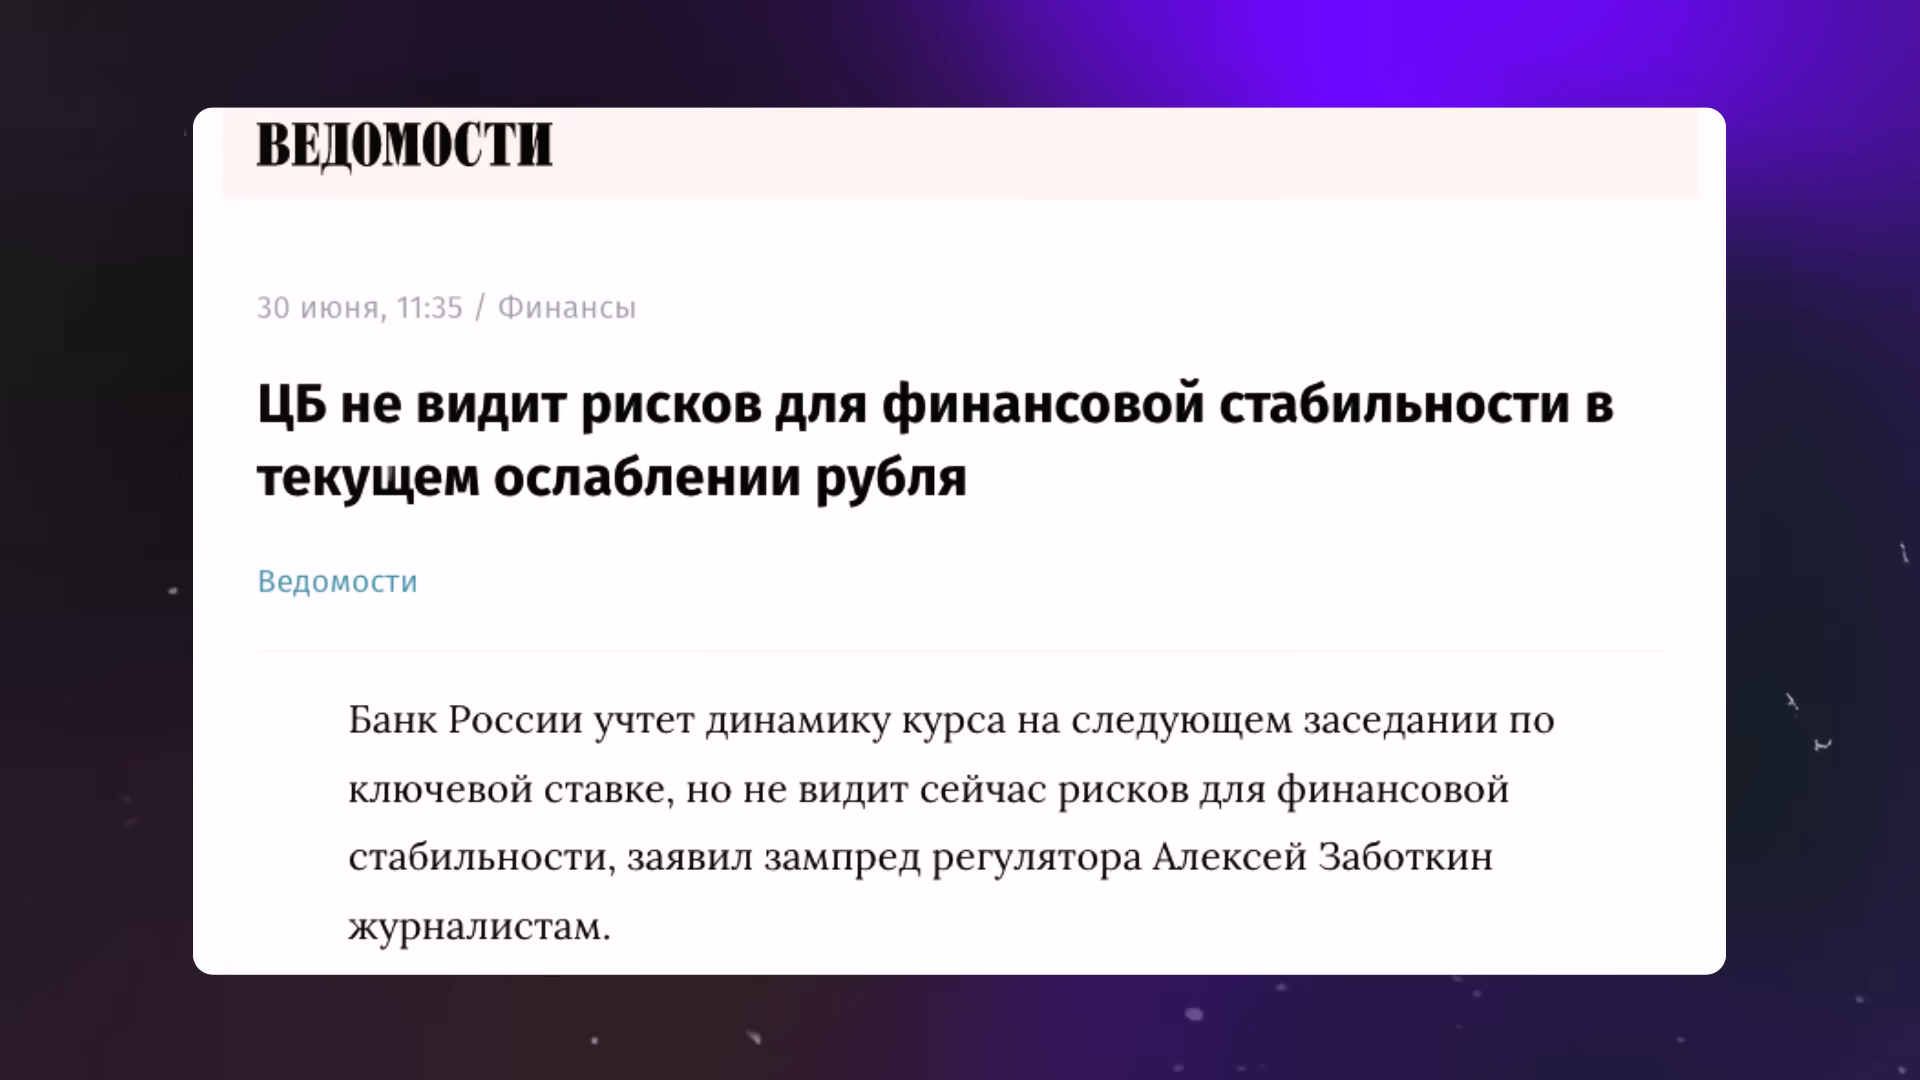 ВЕДОМОСТИ
30 июня, 11:35 / Финансы
ЦБ не видит рисков для финансовой стабильности в
текущем ослаблении рубля
Ведомости
Банк России учтет динамику курса на следующем заседании по
ключевой ставке, но не видит сейчас рисков для финансовой
стабильности, заявил зампред регулятора Алексей Заботкин
журналистам.